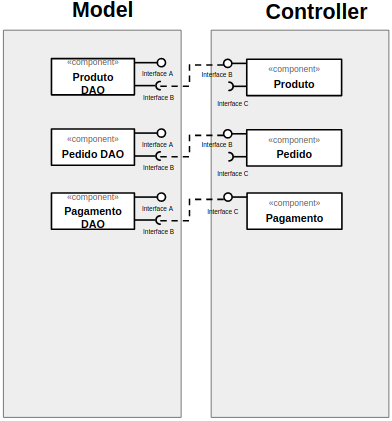 Model
Controller
«component»
Produto
DAO
Interface A
Interface B
Interface B
Interface C
«component»
Produto
«component»
Pedido DAO
Interface A
Interface B
Interface B
Interface C
«component»
Pedido
«component»
Pagamento
DAO
Interface A
Interface B
Interface C
«component»
Pagamento